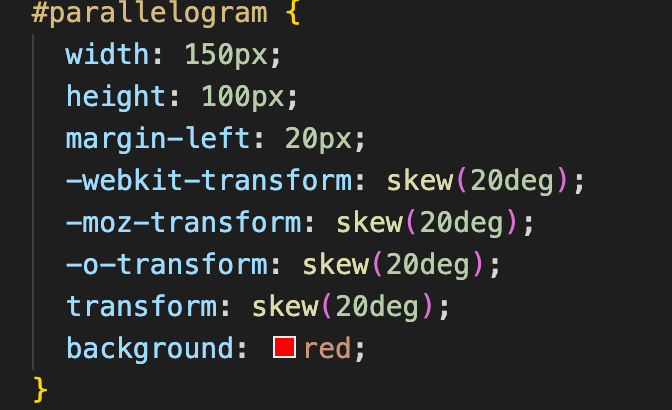 #parallelogram {
width: 150px;
height: 100px;
margin-left: 20px;
-webkit-transform: skew(20deg);
-moz-transform: skew(20deg);
-o-transform: skew(20deg);
transform: skew(20deg);
background: red;
}